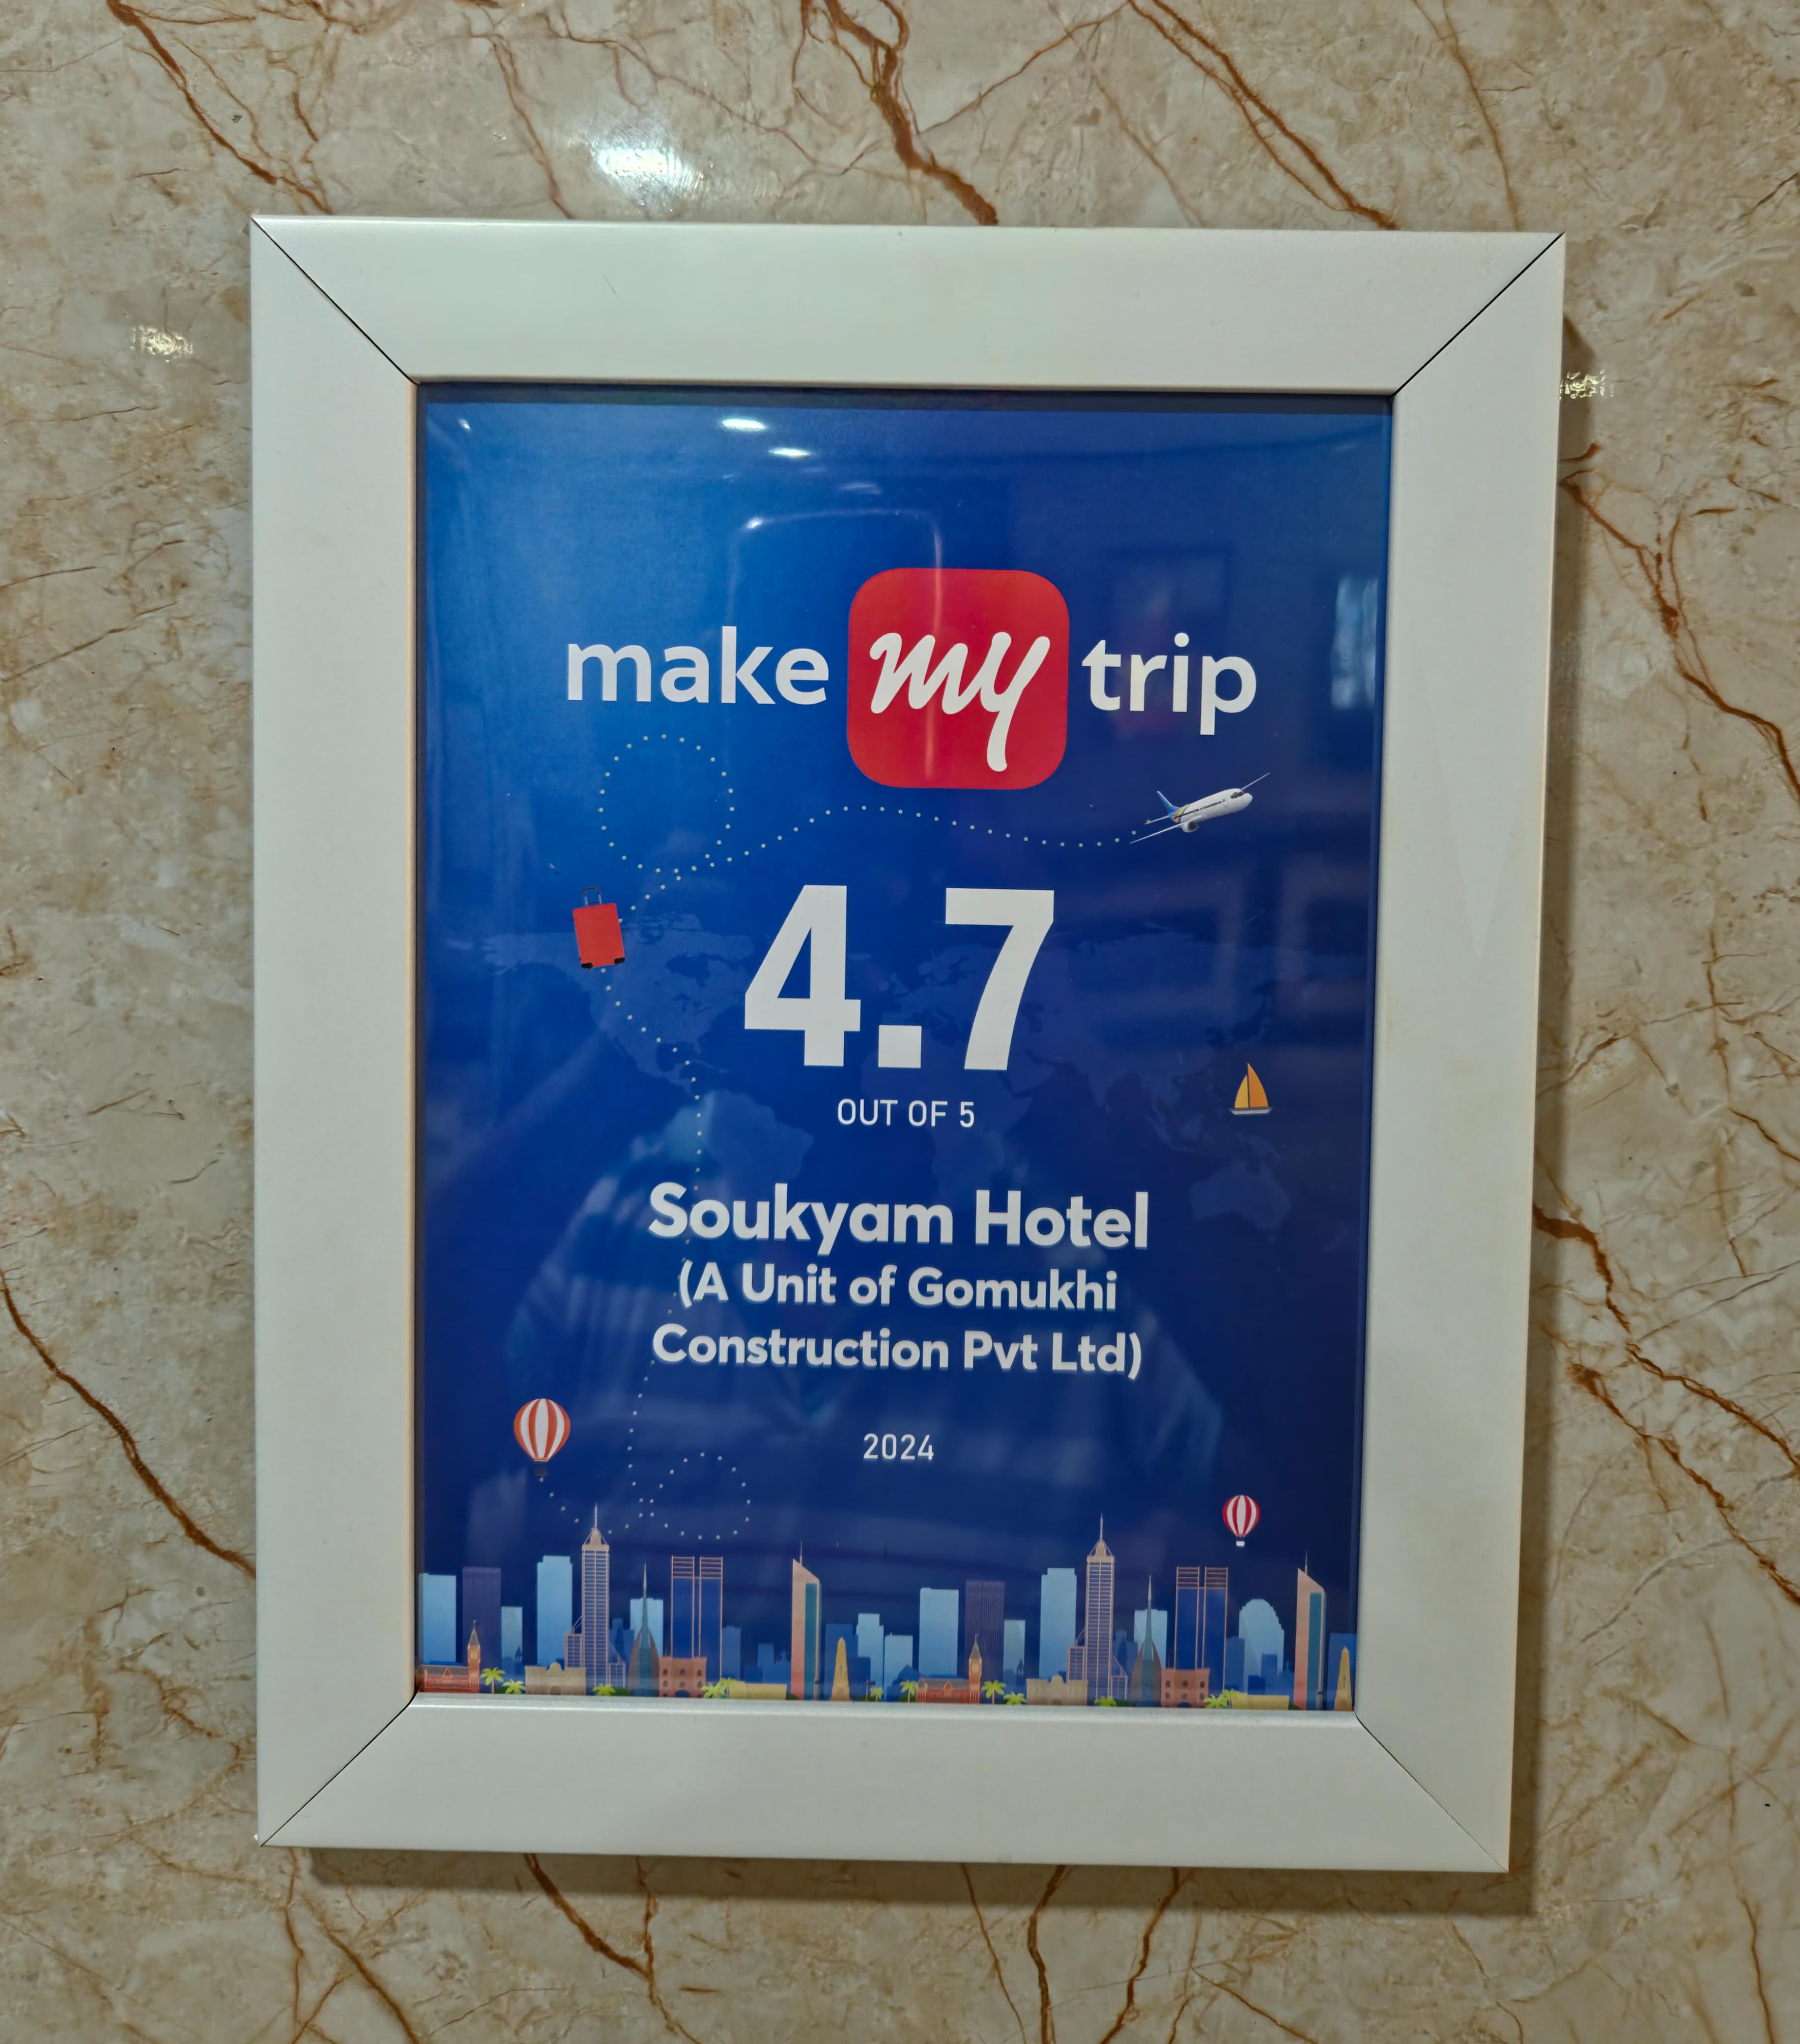 make my trip
4.7
OUT OF 5
Soukyam Hotel
(A Unit of Gomukhi
Construction Pvt Ltd)
2024